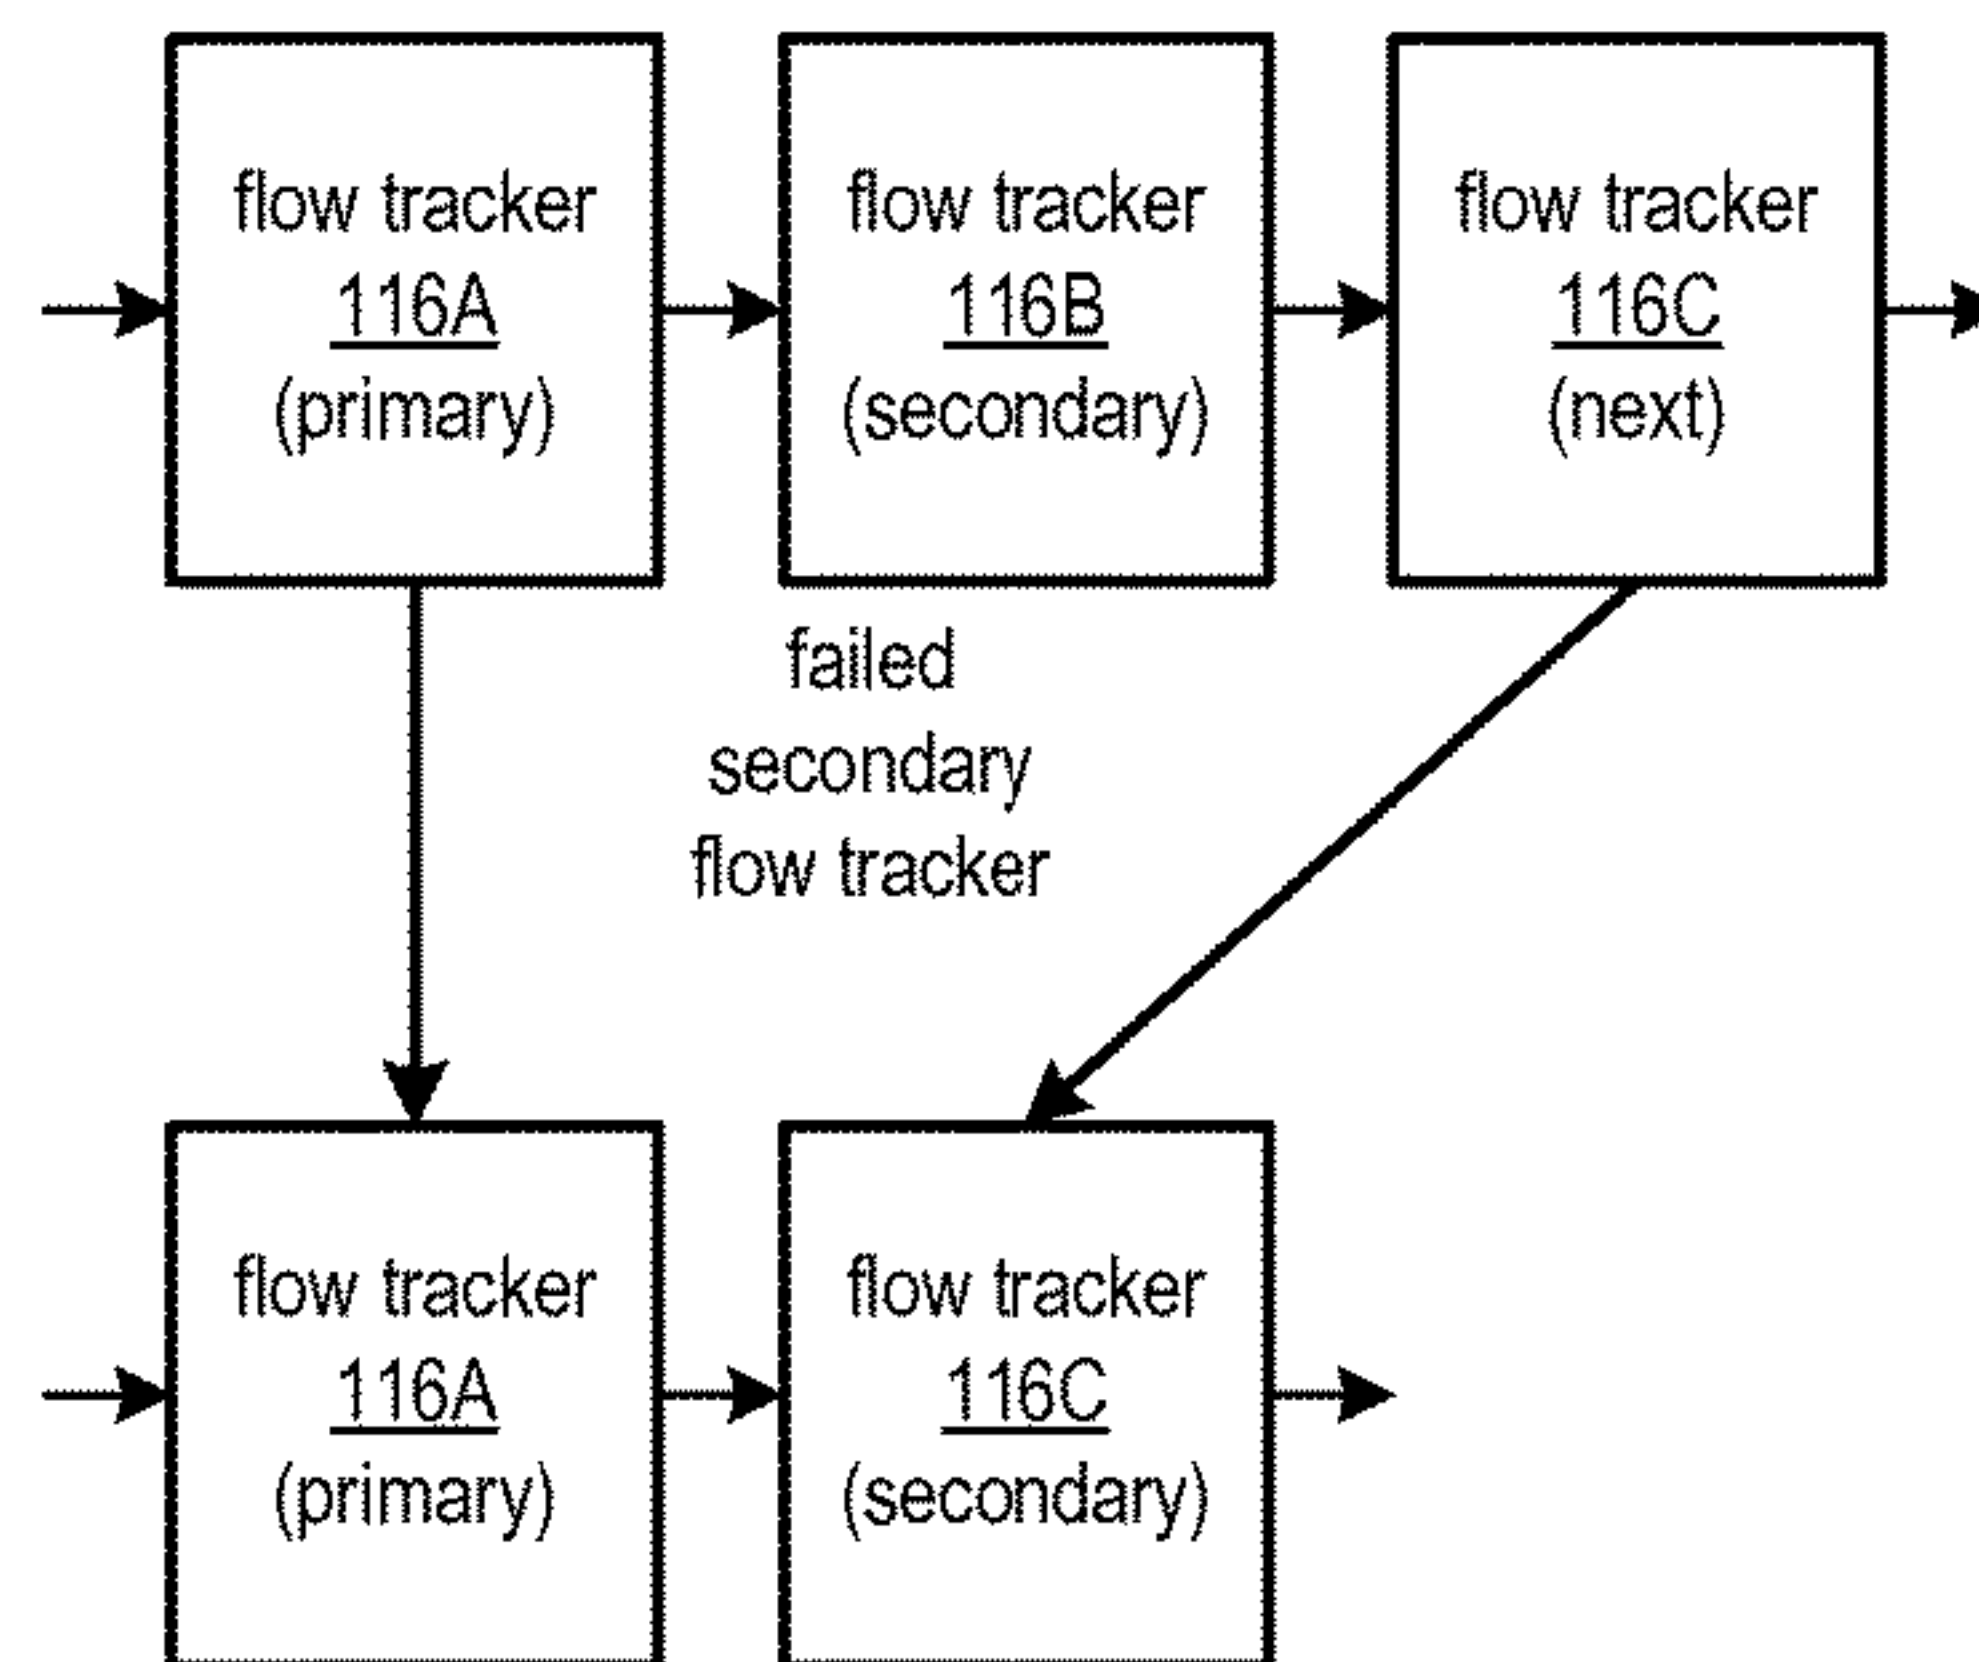 flow tracker
116A
(primary)
flow tracker
116B
(secondary)
flow tracker
116C
(next)
failed
secondary
flow tracker
flow tracker
116A
(primary)
flow tracker
116C
(secondary)